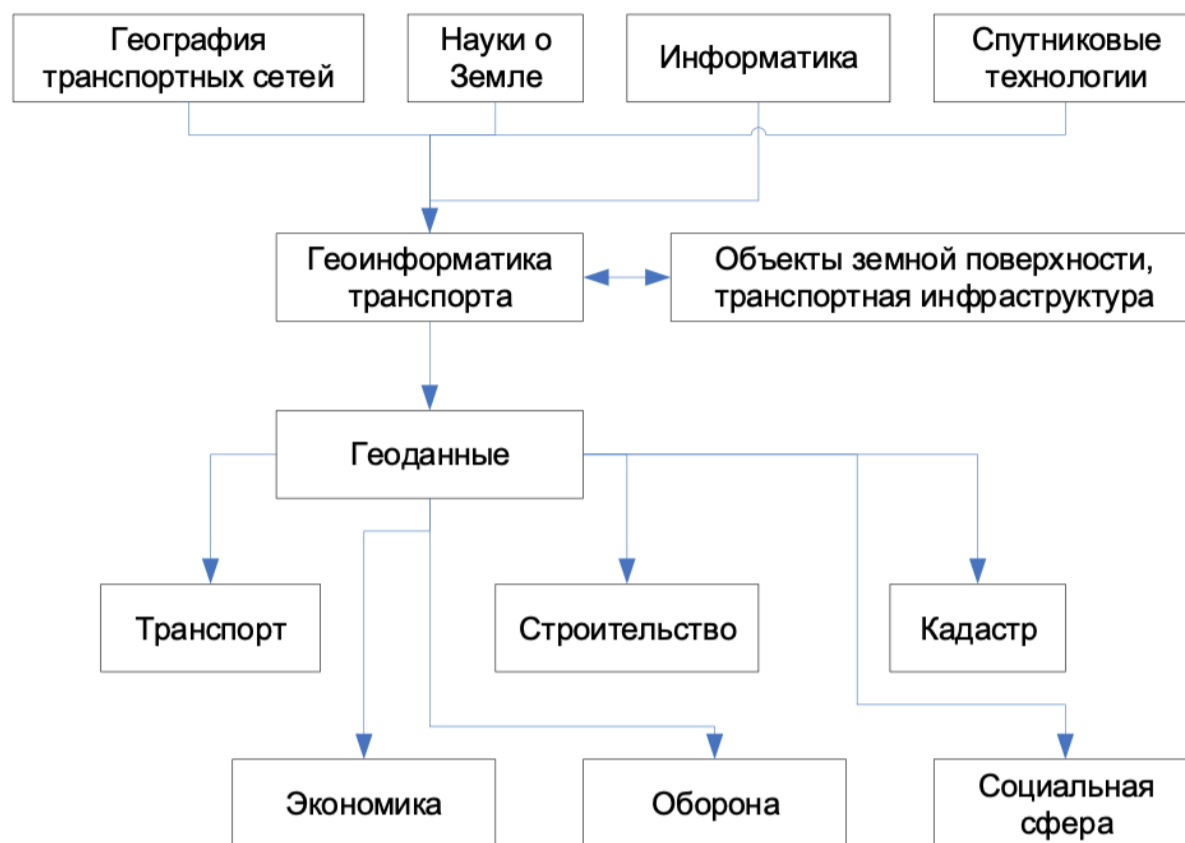 География
транспортных сетей
Науки о
Земле
Информатика
Спутниковые
технологии
Геоинформатика
транспорта
Объекты земной поверхности,
транспортная инфраструктура
Геоданные
Транспорт
Строительство
Кадастр
Экономика
Оборона
Социальная
сфера